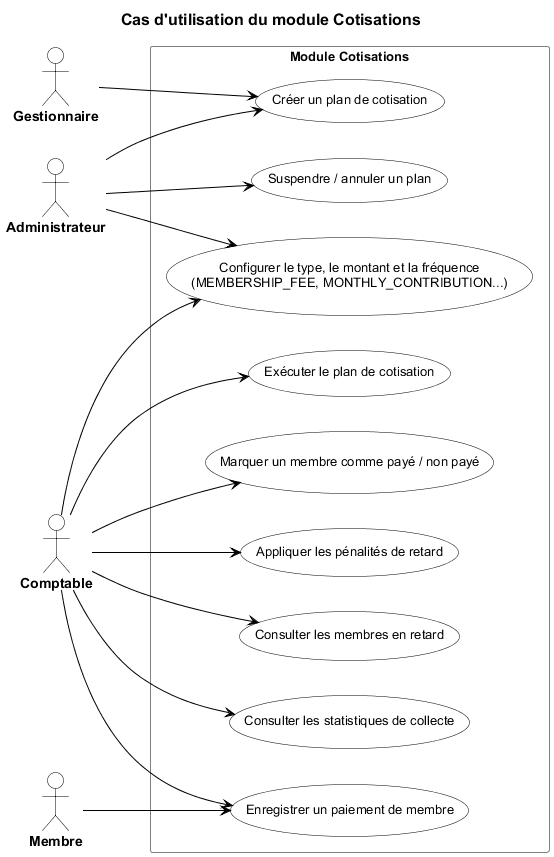 Cas d'utilisation du module Cotisations
Module Cotisations
Gestionnaire
Créer un plan de cotisation
Administrateur
Suspendre / annuler un plan
Configurer le type, le montant et la fréquence
(MEMBERSHIP_FEE, MONTHLY_CONTRIBUTION...)
Exécuter le plan de cotisation
Marquer un membre comme payé / non payé
Comptable
Appliquer les pénalités de retard
Consulter les membres en retard
Consulter les statistiques de collecte
Membre
Enregistrer un paiement de membre